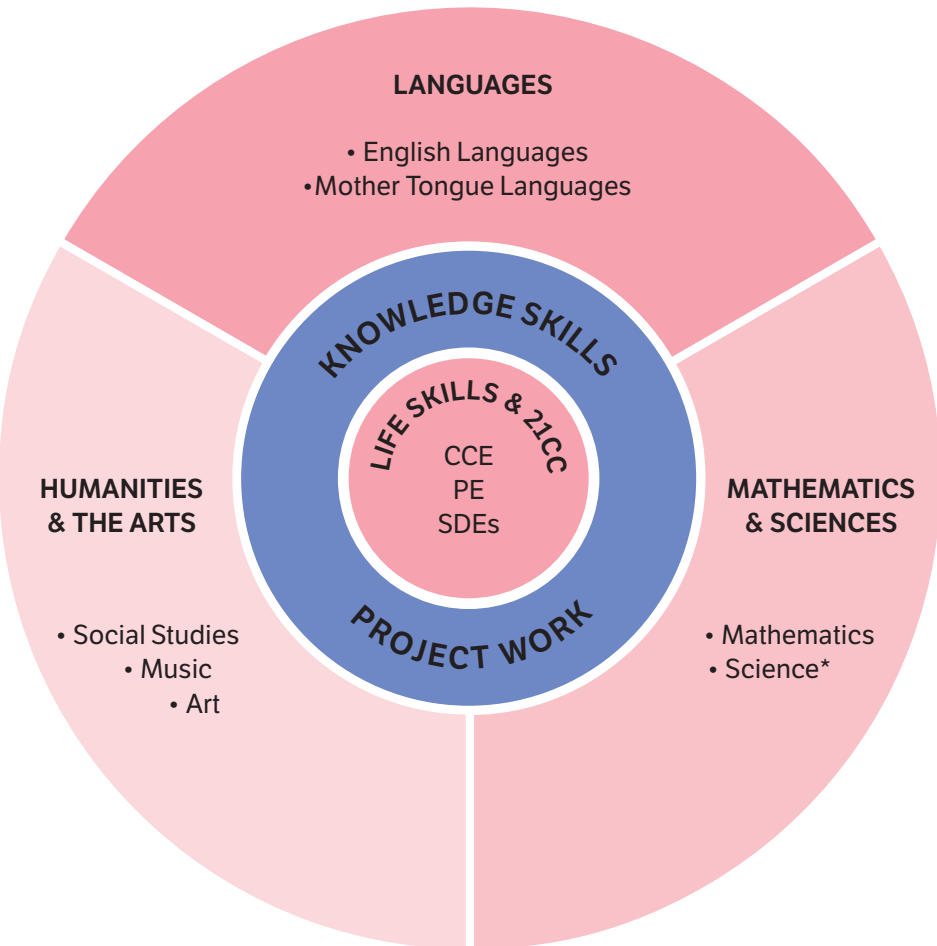 LANGUAGES
• English Languages
•Mother Tongue Languages
KNOWLEDGE SKILLS
LIFE SKILLS & 21CC
CCE
PE
SDEs
PROJECT WORK
HUMANITIES
& THE ARTS
• Social Studies
• Music
• Art
MATHEMATICS
& SCIENCES
• Mathematics
• Science*